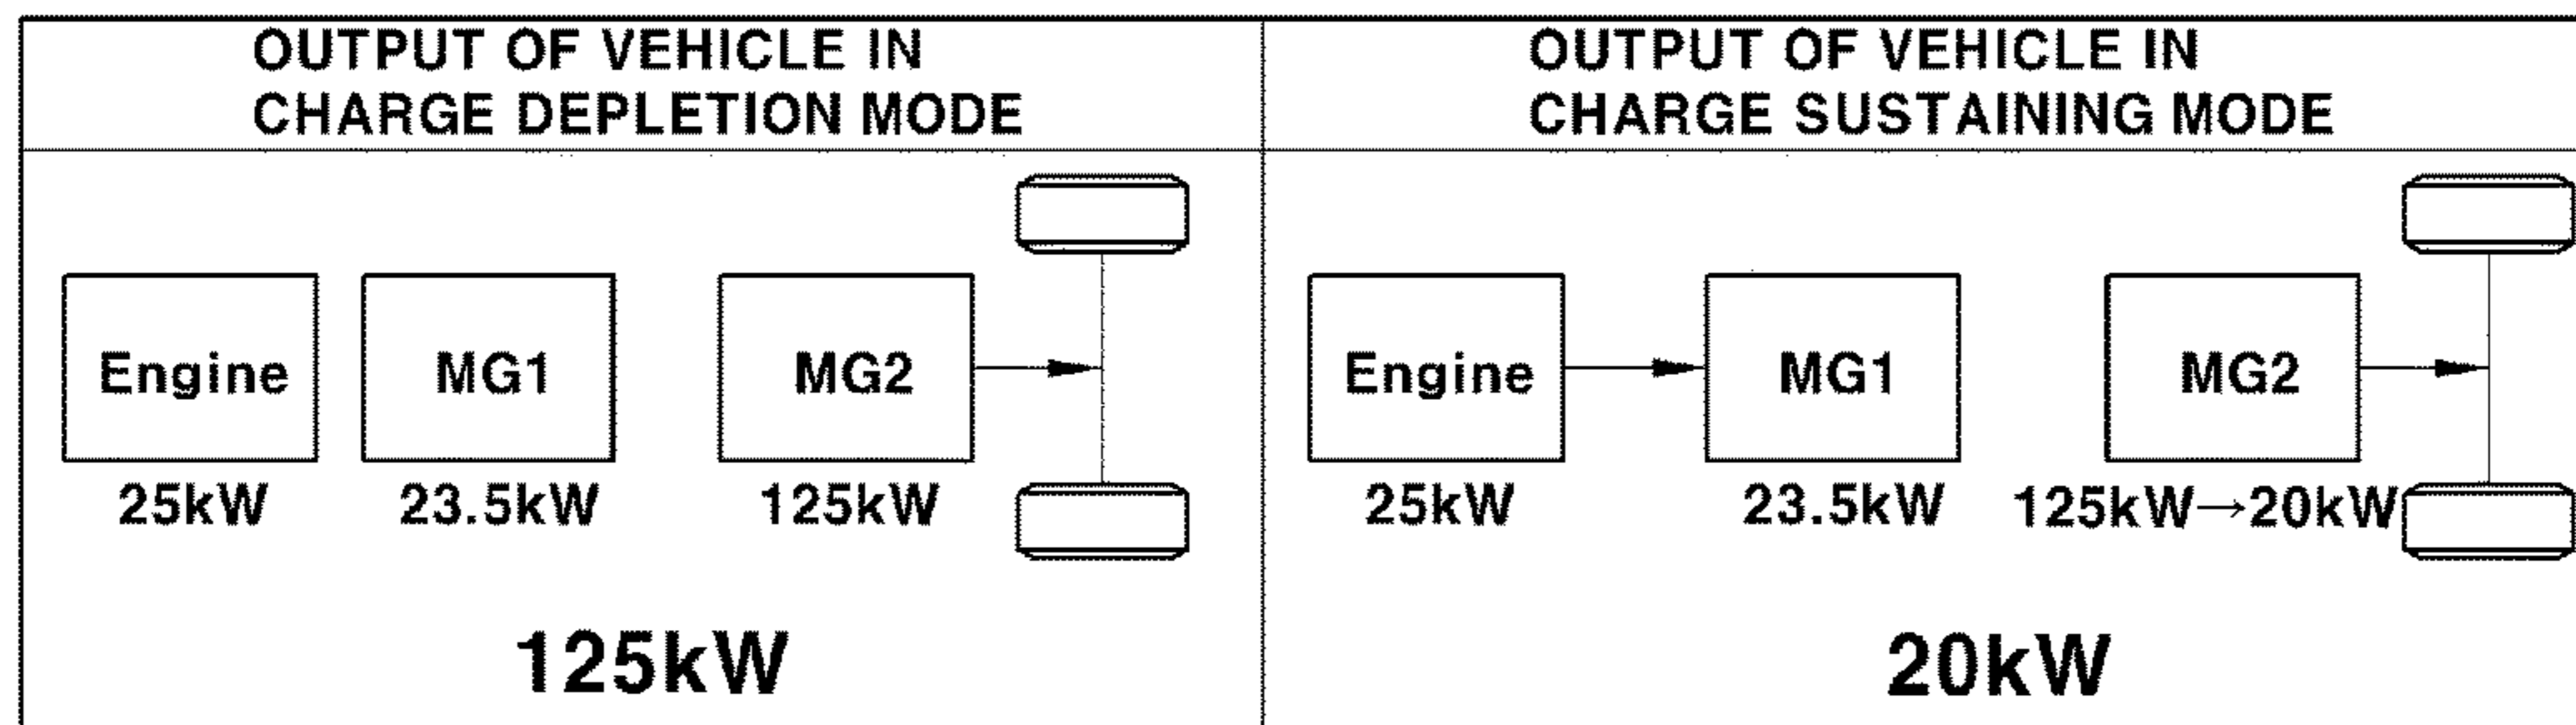 OUTPUT OF VEHICLE IN
CHARGE DEPLETION MODE
Engine
MG1
MG2
25kW
23.5kW
125kW
125kW
OUTPUT OF VEHICLE IN
CHARGE SUSTAINING MODE
Engine
MG1
MG2
25kW
23.5kW
125kW→20kW
20kW